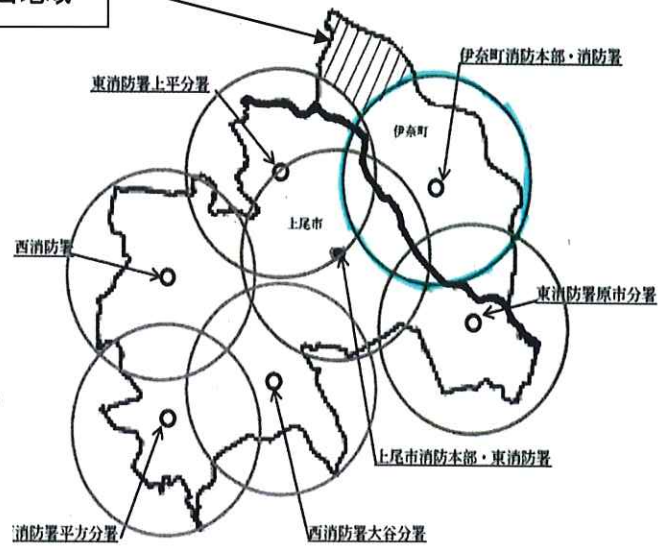 伊奈町消防本部・消防署
東消防署上平分署
伊奈町
上尾市
西消防署
東消防署原市分署
上尾市消防本部・東消防署
消防署平方分署
西消防署大谷分署